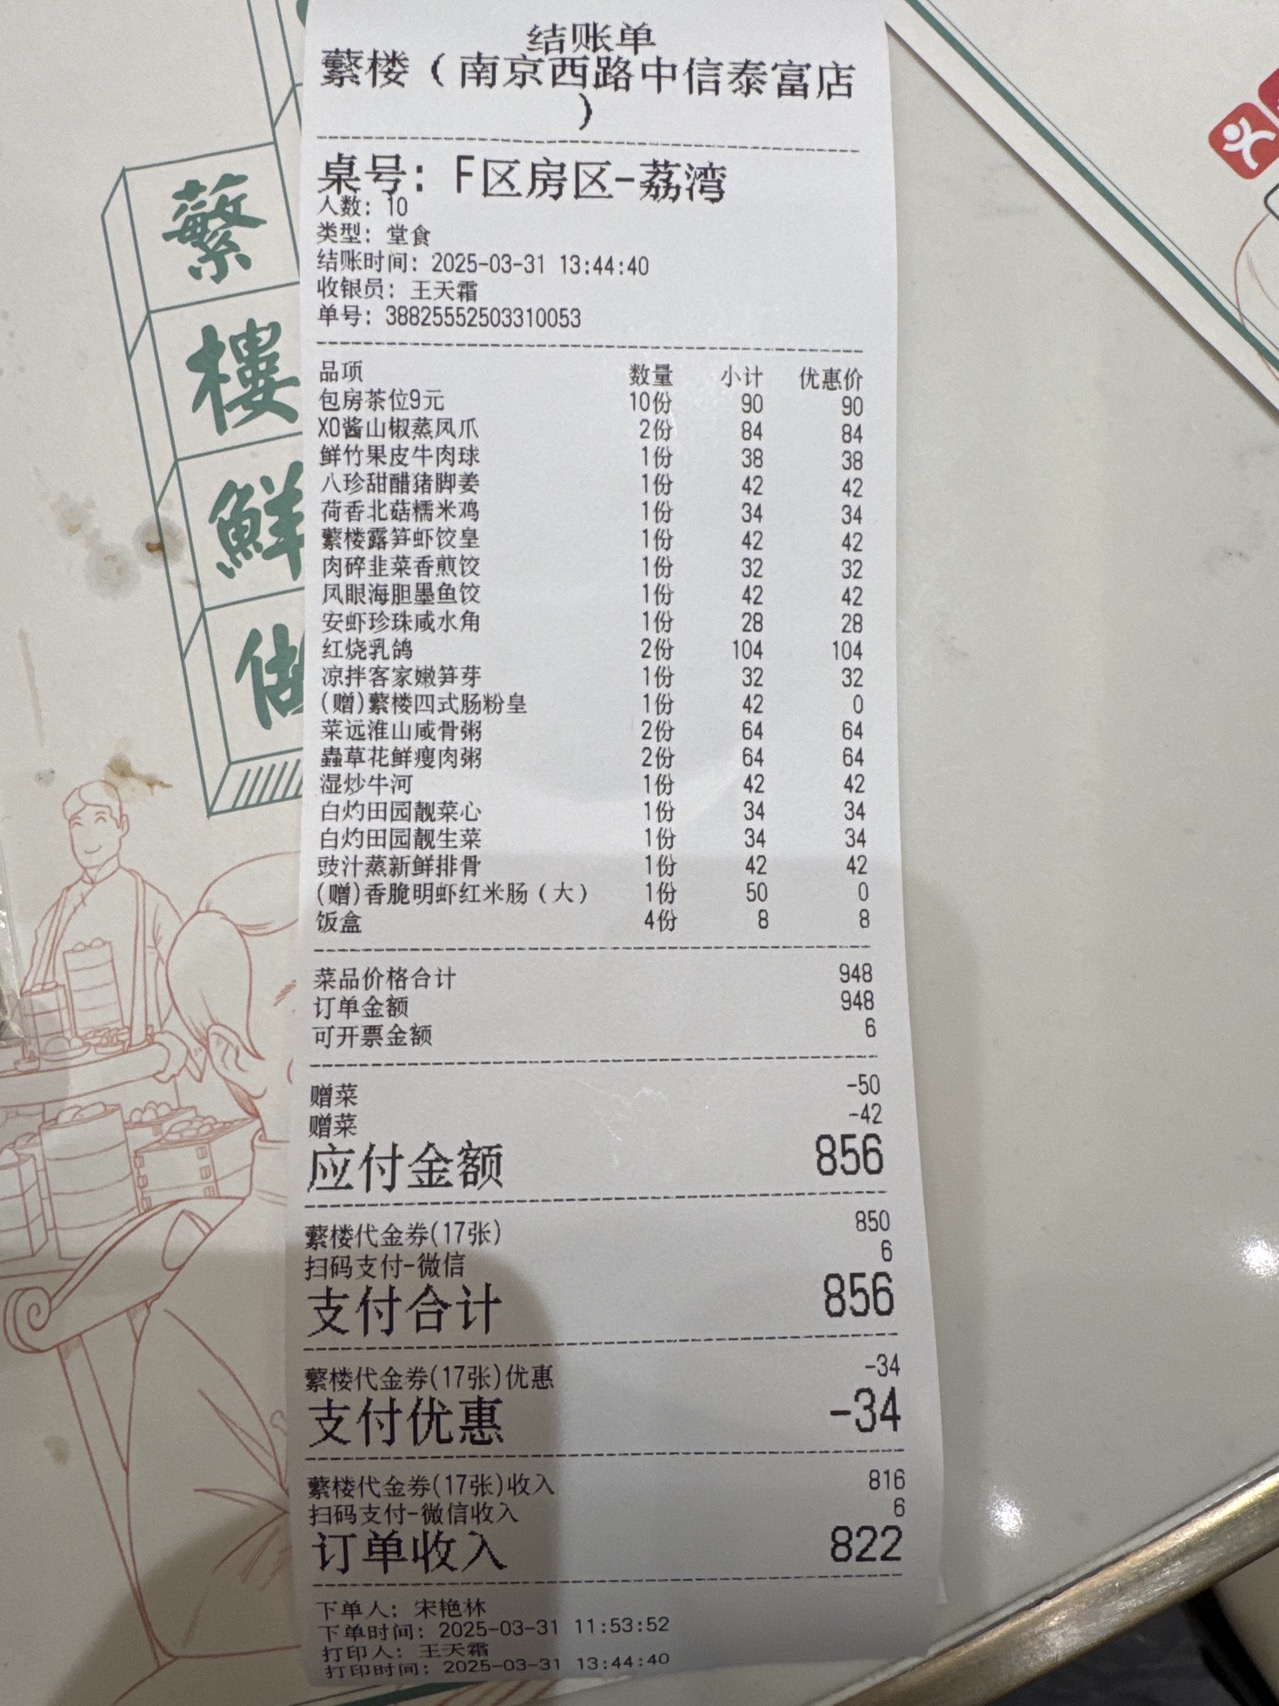 结账单
蘩楼（南京西路中信泰富店
）
桌号：F区房区-荔湾
人数：10
类型：堂食
结账时间：2025-03-31 13:44:40
收银员：王天霜
单号：38825552503310053
品项 数量 小计 优惠价
包房茶位9元 10份 90 90
XO酱山椒蒸凤爪 2份 84 84
鲜竹果皮牛肉球 1份 38 38
八珍甜醋猪脚姜 1份 42 42
荷香北菇糯米鸡 1份 34 34
蘩楼露笋虾饺皇 1份 42 42
肉碎韭菜香煎饺 1份 32 32
凤眼海胆墨鱼饺 1份 42 42
安虾珍珠咸水角 1份 28 28
红烧乳鸽 2份 104 104
凉拌客家嫩笋芽 1份 32 32
(赠)蘩楼四式肠粉皇 1份 42 0
菜远淮山咸骨粥 2份 64 64
蟲草花鲜瘦肉粥 2份 64 64
湿炒牛河 1份 42 42
白灼田园靓菜心 1份 34 34
白灼田园靓生菜 1份 34 34
豉汁蒸新鲜排骨 1份 42 42
(赠)香脆明虾红米肠（大） 1份 50 0
饭盒 4份 8 8
菜品价格合计 948
订单金额 948
可开票金额 6
赠菜 -50
赠菜 -42
应付金额 856
蘩楼代金券(17张) 850
扫码支付-微信 6
支付合计 856
蘩楼代金券(17张)优惠 -34
支付优惠 -34
蘩楼代金券(17张)收入 816
扫码支付-微信收入 6
订单收入 822
下单人：宋艳林
下单时间：2025-03-31 11:53:52
打印人：王天霜
打印时间：2025-03-31 13:44:40
蘩
樓
鮮
做